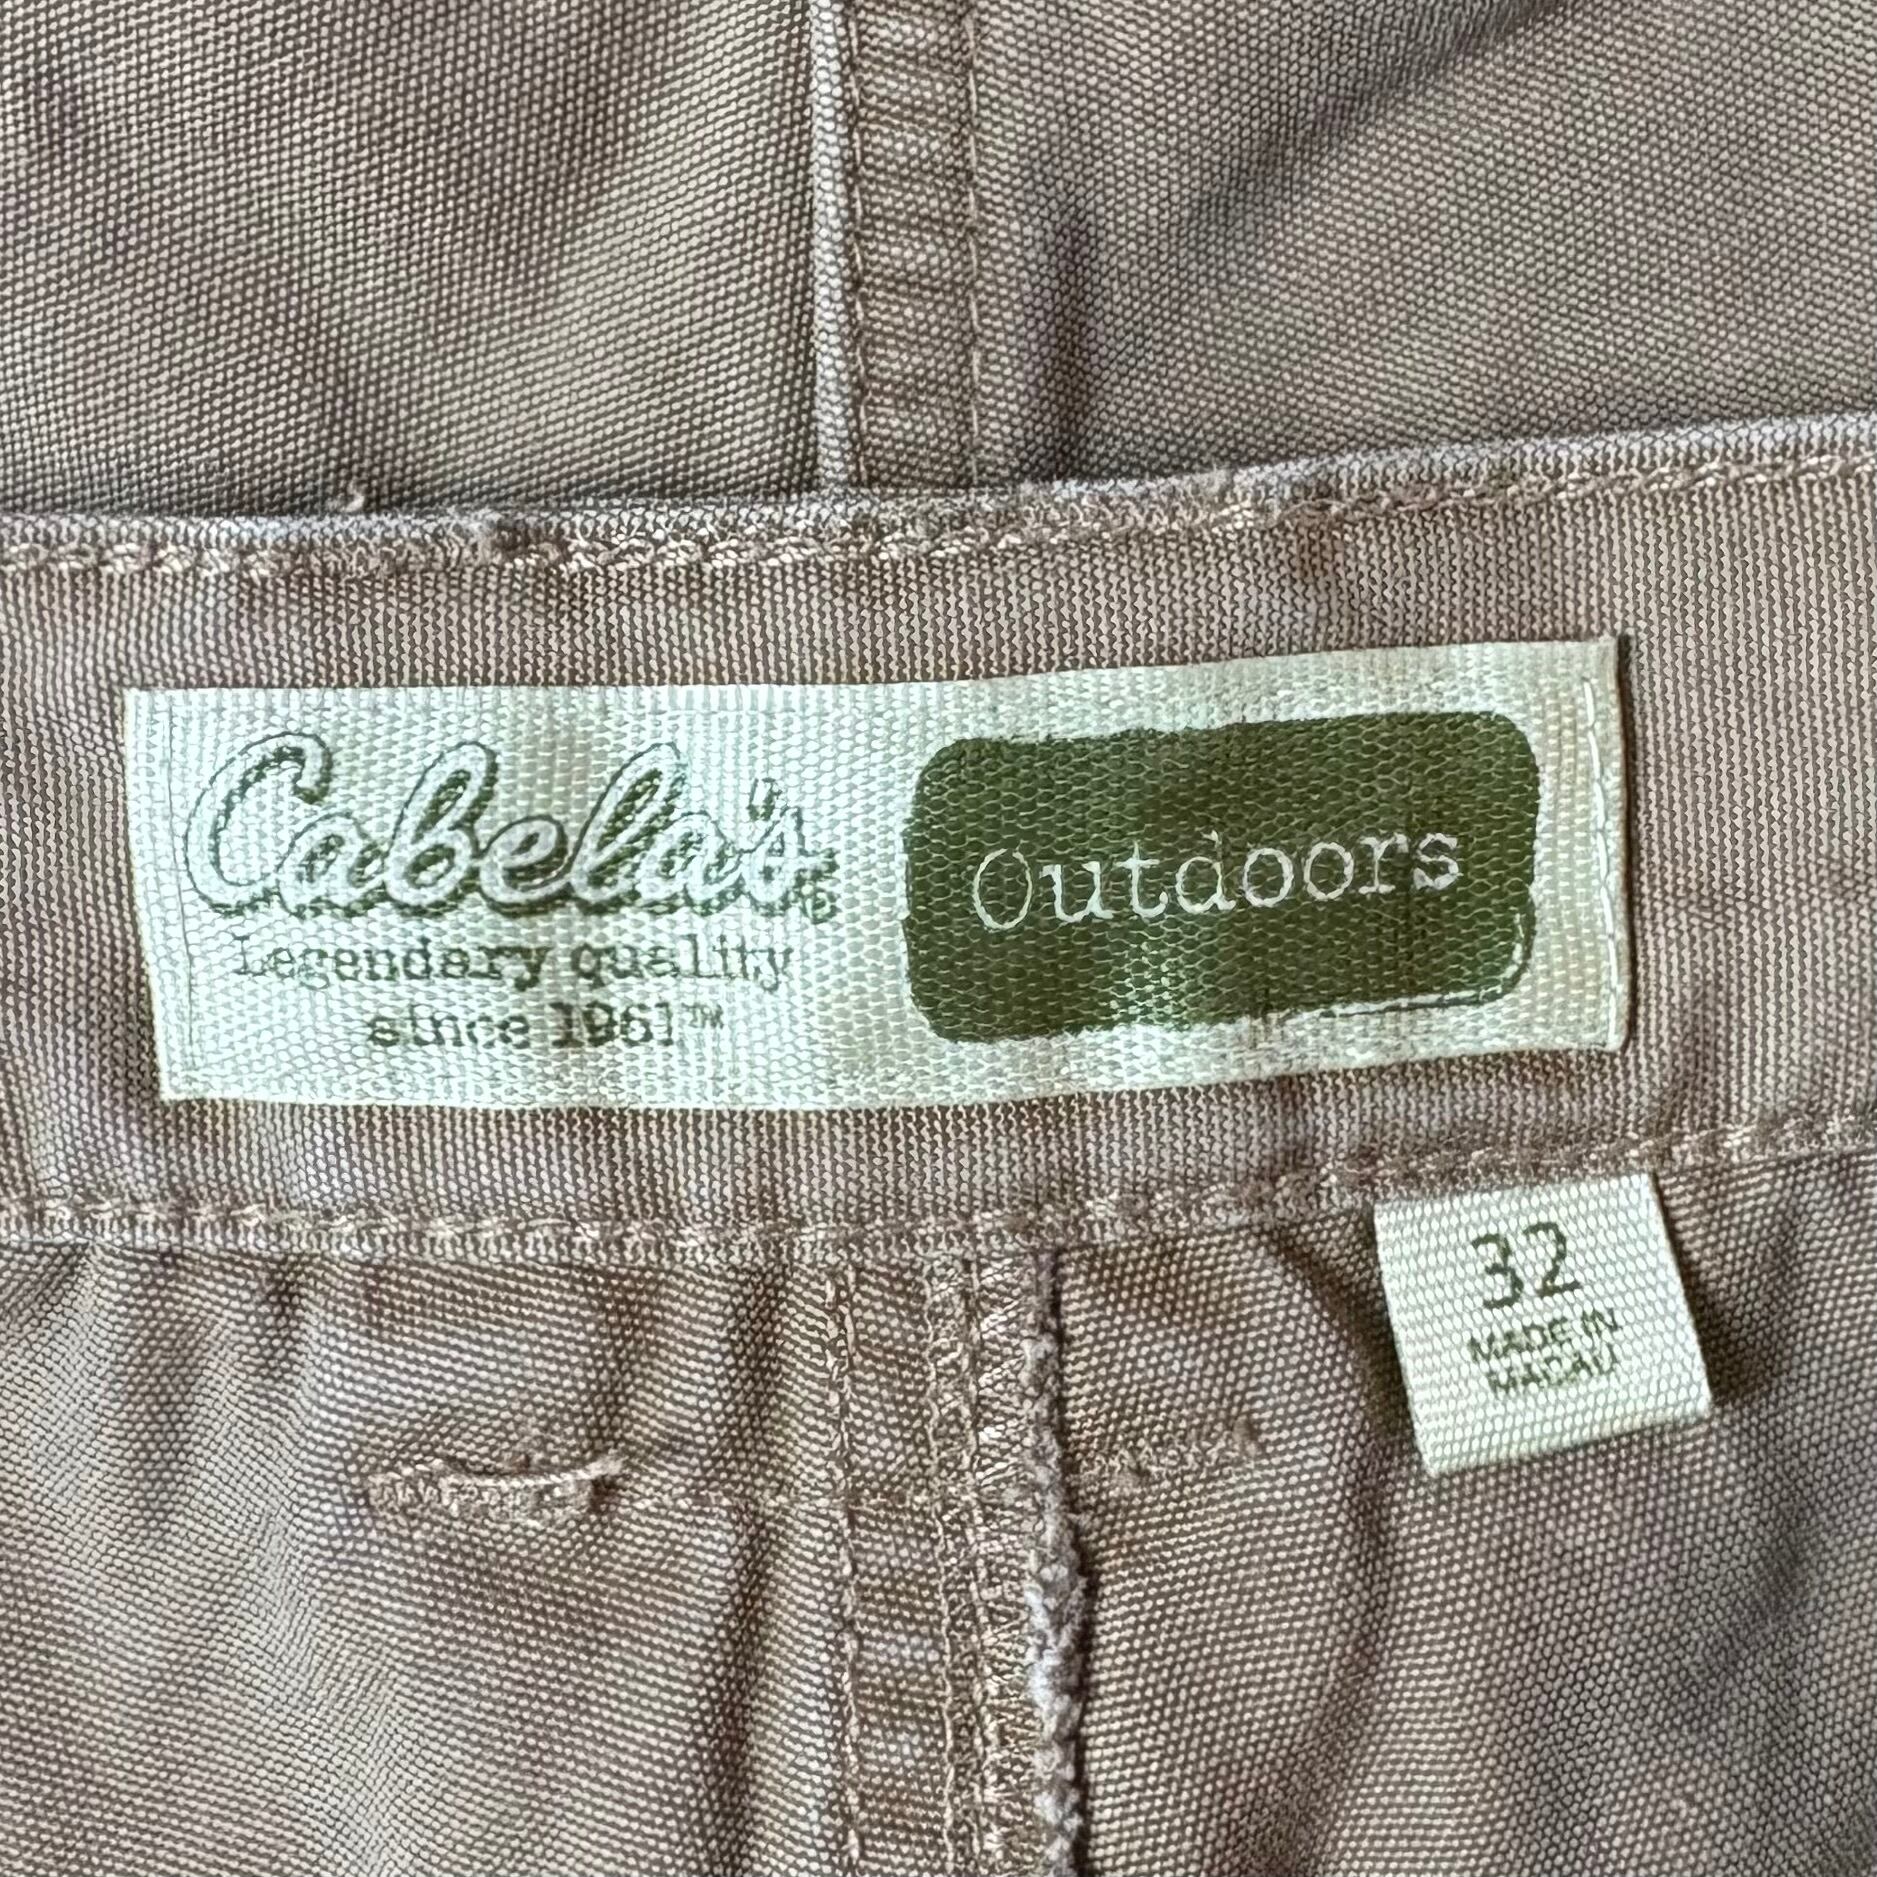 Cabela's®
Legendary quality
since 1961™
Outdoors
32
MADE IN
MACAU